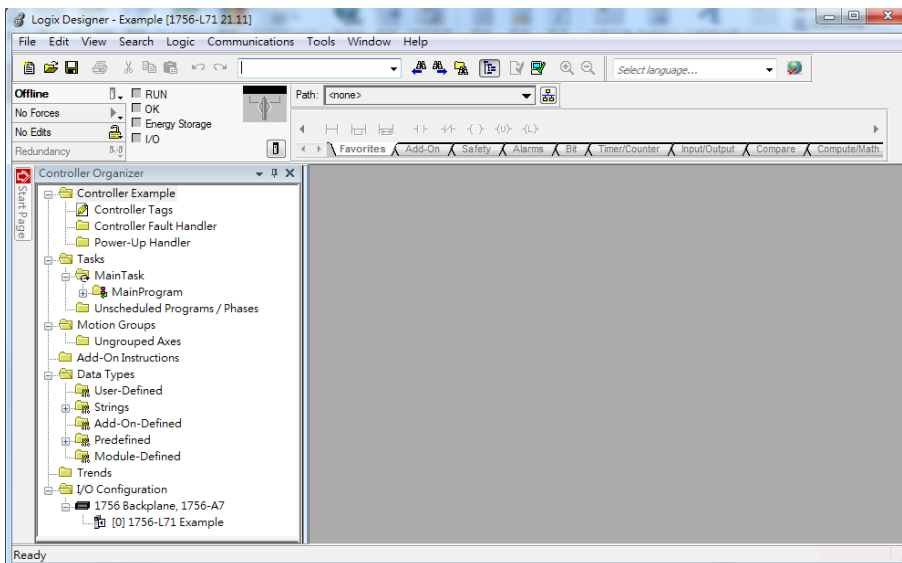 Logix Designer - Example [1756-L71 21.11]
File Edit View Search Logic Communications Tools Window Help
Select language...
Offline
RUN
No Forces
OK
No Edits
Energy Storage
Redundancy
I/O
Path: <none>
Favorites Add-On Safety Alarms Bit Timer/Counter Input/Output Compare Compute/Math
Start Page
Controller Organizer
Controller Example
Controller Tags
Controller Fault Handler
Power-Up Handler
Tasks
MainTask
MainProgram
Unscheduled Programs / Phases
Motion Groups
Ungrouped Axes
Add-On Instructions
Data Types
User-Defined
Strings
Add-On-Defined
Predefined
Module-Defined
Trends
I/O Configuration
1756 Backplane, 1756-A7
[0] 1756-L71 Example
Ready